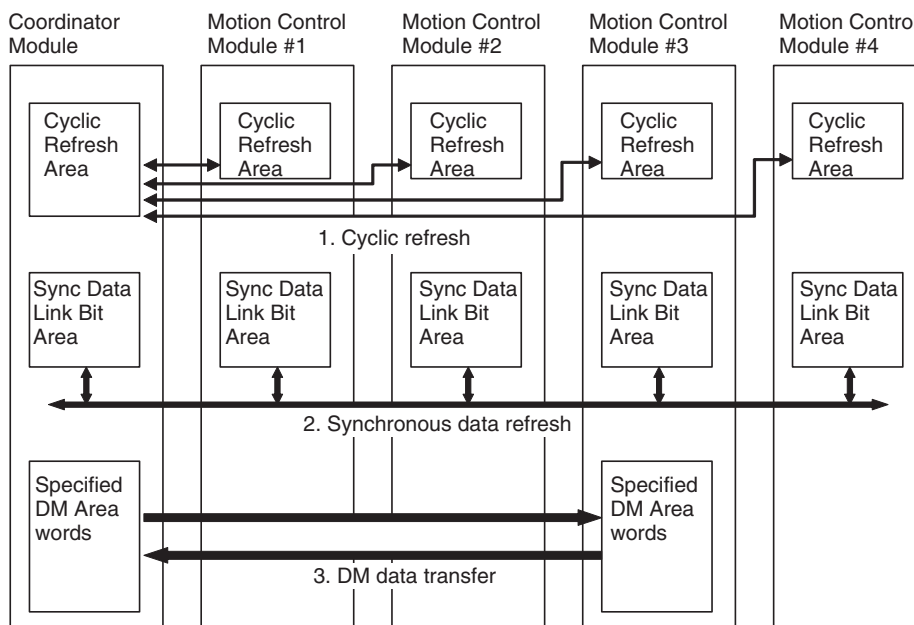 Coordinator
Module
Motion Control
Module #1
Motion Control
Module #2
Motion Control
Module #3
Motion Control
Module #4
Cyclic
Refresh
Area
Cyclic
Refresh
Area
Cyclic
Refresh
Area
Cyclic
Refresh
Area
Cyclic
Refresh
Area
1. Cyclic refresh
Sync Data
Link Bit
Area
Sync Data
Link Bit
Area
Sync Data
Link Bit
Area
Sync Data
Link Bit
Area
Sync Data
Link Bit
Area
2. Synchronous data refresh
Specified
DM Area
words
Specified
DM Area
words
3. DM data transfer